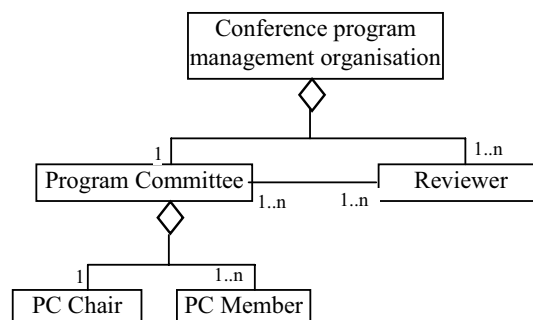 Conference program
management organisation
1
1..n
Program Committee
Reviewer
1..n
1..n
1
1..n
PC Chair
PC Member